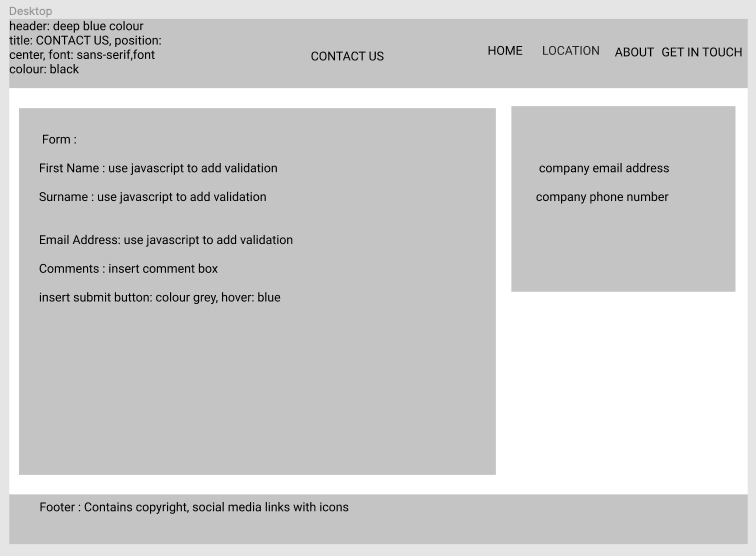 Desktop
header: deep blue colour
title: CONTACT US, position:
center, font: sans-serif,font
colour: black
CONTACT US
HOME LOCATION ABOUT GET IN TOUCH
Form :
First Name : use javascript to add validation
Surname : use javascript to add validation
Email Address: use javascript to add validation
Comments : insert comment box
insert submit button: colour grey, hover: blue
company email address
company phone number
Footer : Contains copyright, social media links with icons